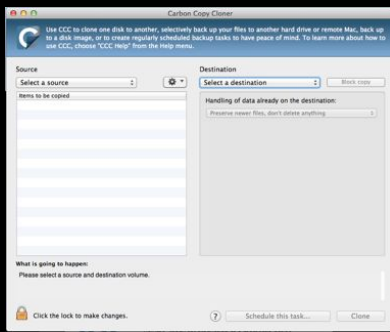 Carbon Copy Cloner
Use CCC to clone one disk to another, selectively back up your files to another hard drive or remote Mac, back up
to a disk image, or to create regularly scheduled backup tasks to have peace of mind. To learn more about how to
use CCC, choose "CCC Help" from the Help menu.
Source
Destination
Select a source
Select a destination
Block copy
Items to be copied
Handling of data already on the destination:
Preserve newer files, don't delete anything
What is going to happen:
Please select a source and destination volume.
Click the lock to make changes.
?
Schedule this task...
Clone